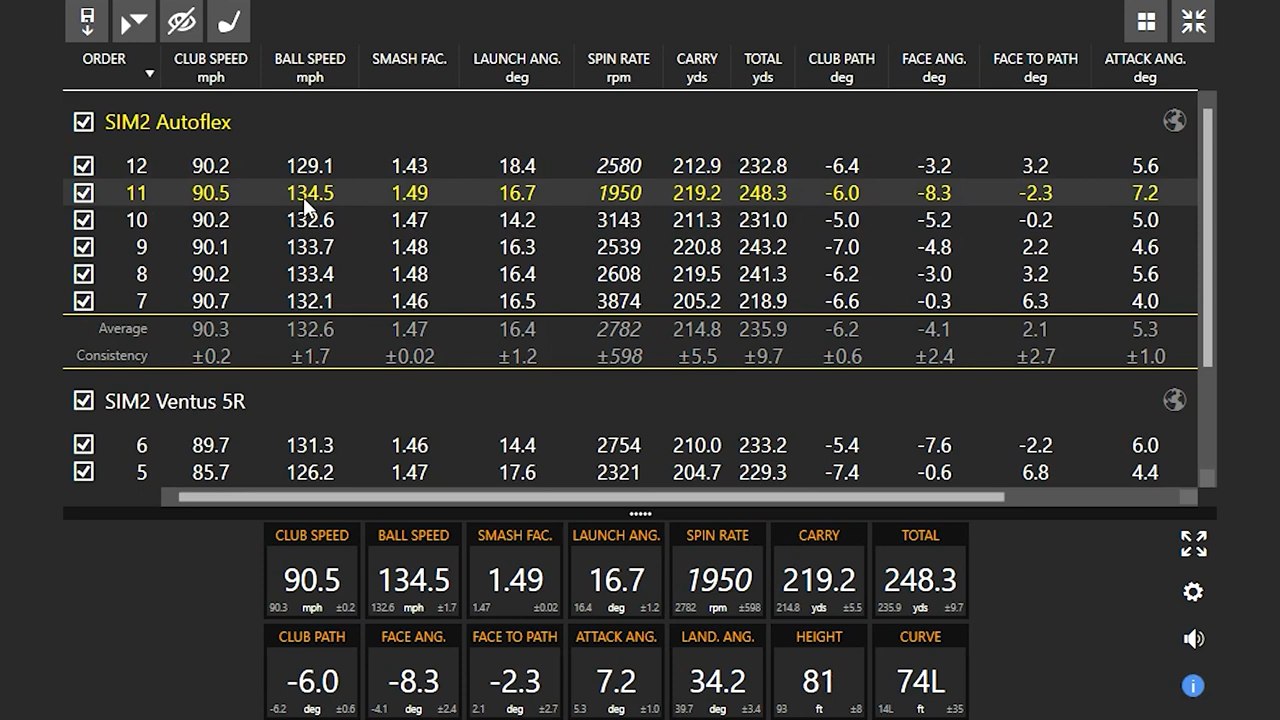 ORDER CLUB SPEED BALL SPEED SMASH FAC. LAUNCH ANG. SPIN RATE CARRY TOTAL CLUB PATH FACE ANG. FACE TO PATH ATTACK ANG.
mph mph deg rpm yds yds deg deg deg deg
SIM2 Autoflex
12 90.2 129.1 1.43 18.4 2580 212.9 232.8 -6.4 -3.2 3.2 5.6
11 90.5 134.5 1.49 16.7 1950 219.2 248.3 -6.0 -8.3 -2.3 7.2
10 90.2 132.6 1.47 14.2 3143 211.3 231.0 -5.0 -5.2 -0.2 5.0
9 90.1 133.7 1.48 16.3 2539 220.8 243.2 -7.0 -4.8 2.2 4.6
8 90.2 133.4 1.48 16.4 2608 219.5 241.3 -6.2 -3.0 3.2 5.6
7 90.7 132.1 1.46 16.5 3874 205.2 218.9 -6.6 -0.3 6.3 4.0
Average 90.3 132.6 1.47 16.4 2782 214.8 235.9 -6.2 -4.1 2.1 5.3
Consistency ±0.2 ±1.7 ±0.02 ±1.2 ±598 ±5.5 ±9.7 ±0.6 ±2.4 ±2.7 ±1.0
SIM2 Ventus 5R
6 89.7 131.3 1.46 14.4 2754 210.0 233.2 -5.4 -7.6 -2.2 6.0
5 85.7 126.2 1.47 17.6 2321 204.7 229.3 -7.4 -0.6 6.8 4.4
CLUB SPEED BALL SPEED SMASH FAC. LAUNCH ANG. SPIN RATE CARRY TOTAL
90.5 134.5 1.49 16.7 1950 219.2 248.3
90.3 mph ±0.2 132.6 mph ±1.7 1.47 ±0.02 16.4 deg ±1.2 2782 rpm ±598 214.8 yds ±5.5 235.9 yds ±9.7
CLUB PATH FACE ANG. FACE TO PATH ATTACK ANG. LAND. ANG. HEIGHT CURVE
-6.0 -8.3 -2.3 7.2 34.2 81 74L
-6.2 deg ±0.6 -4.1 deg ±2.4 2.1 deg ±2.7 5.3 deg ±1.0 39.7 deg ±3.4 93 ft ±8 14L ft ±35